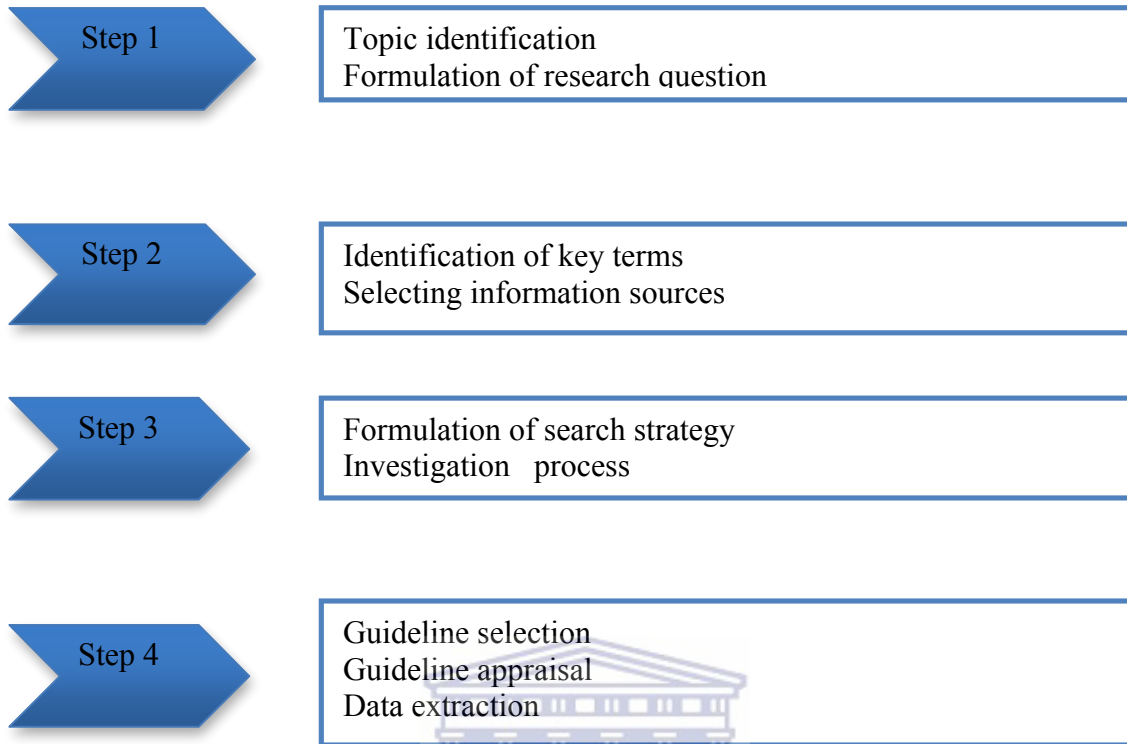 Step 1
Topic identification
Formulation of research question
Step 2
Identification of key terms
Selecting information sources
Step 3
Formulation of search strategy
Investigation process
Step 4
Guideline selection
Guideline appraisal
Data extraction